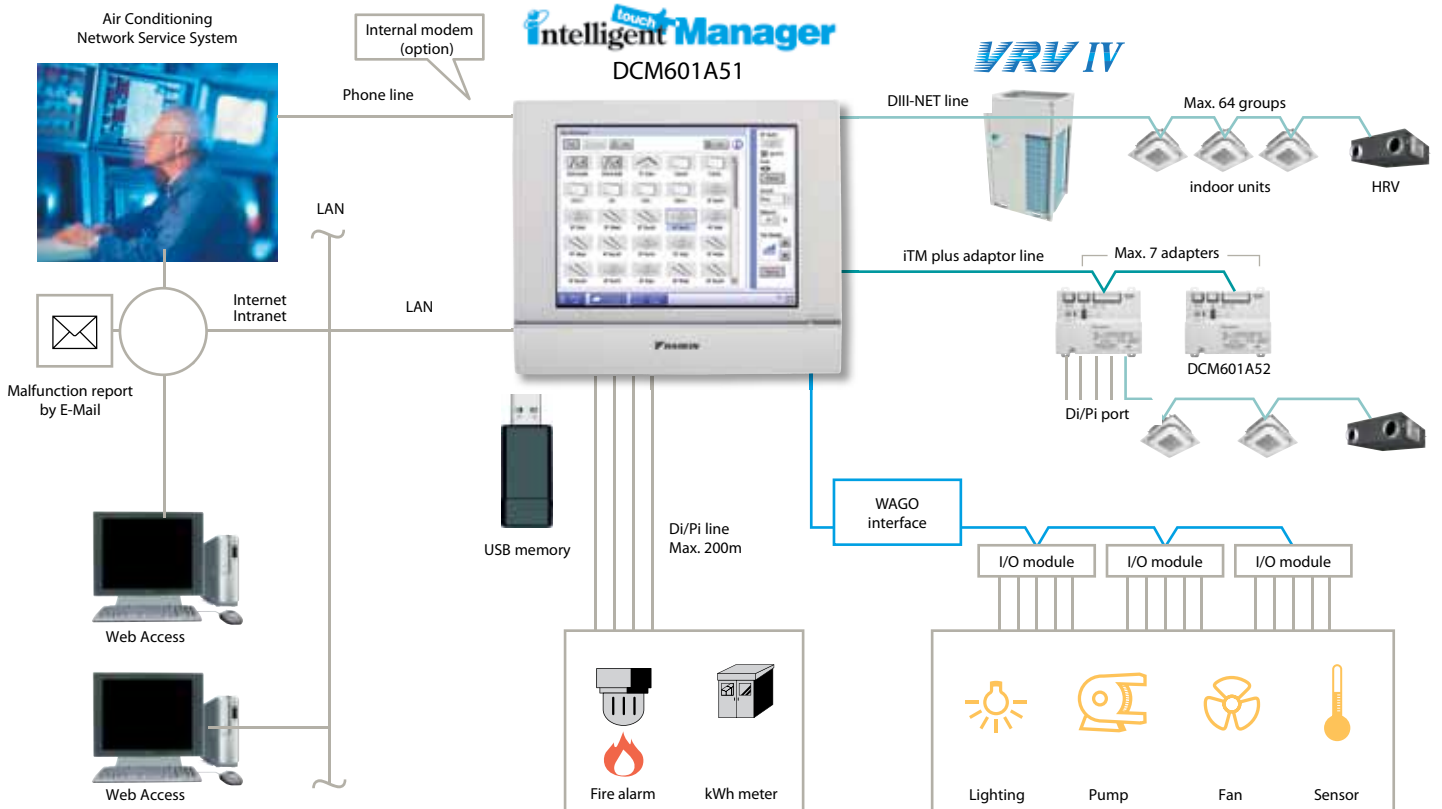 Air Conditioning
Network Service System
Internal modem
(option)
intelligent touch Manager
DCM601A51
VRV IV
Phone line
DIII-NET line
Max. 64 groups
indoor units
HRV
LAN
iTM plus adaptor line
Max. 7 adapters
Internet
Intranet
LAN
DAIKIN
DCM601A52
Malfunction report
by E-Mail
Di/Pi port
WAGO
interface
Di/Pi line
Max. 200m
USB memory
I/O module
I/O module
I/O module
Web Access
Web Access
Fire alarm
kWh meter
Lighting
Pump
Fan
Sensor